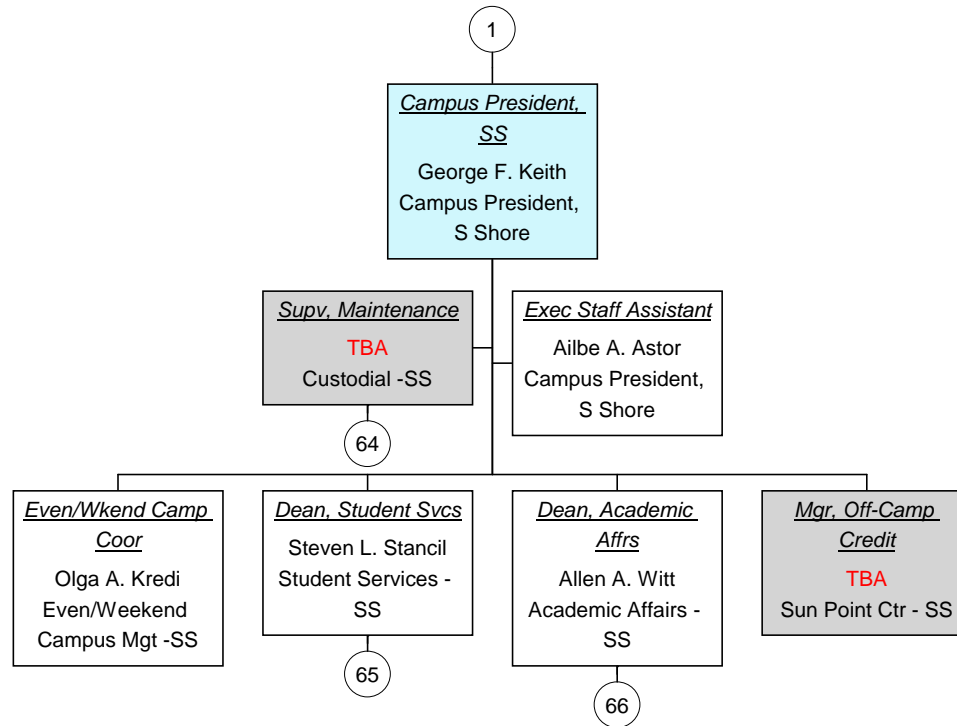 1
Campus President,
SS
George F. Keith
Campus President,
S Shore
Supv, Maintenance
TBA
Custodial -SS
64
Exec Staff Assistant
Ailbe A. Astor
Campus President,
S Shore
Even/Wkend Camp
Coor
Olga A. Kredi
Even/Weekend
Campus Mgt -SS
Dean, Student Svcs
Steven L. Stancil
Student Services -
SS
65
Dean, Academic
Affrs
Allen A. Witt
Academic Affairs -
SS
66
Mgr, Off-Camp
Credit
TBA
Sun Point Ctr - SS